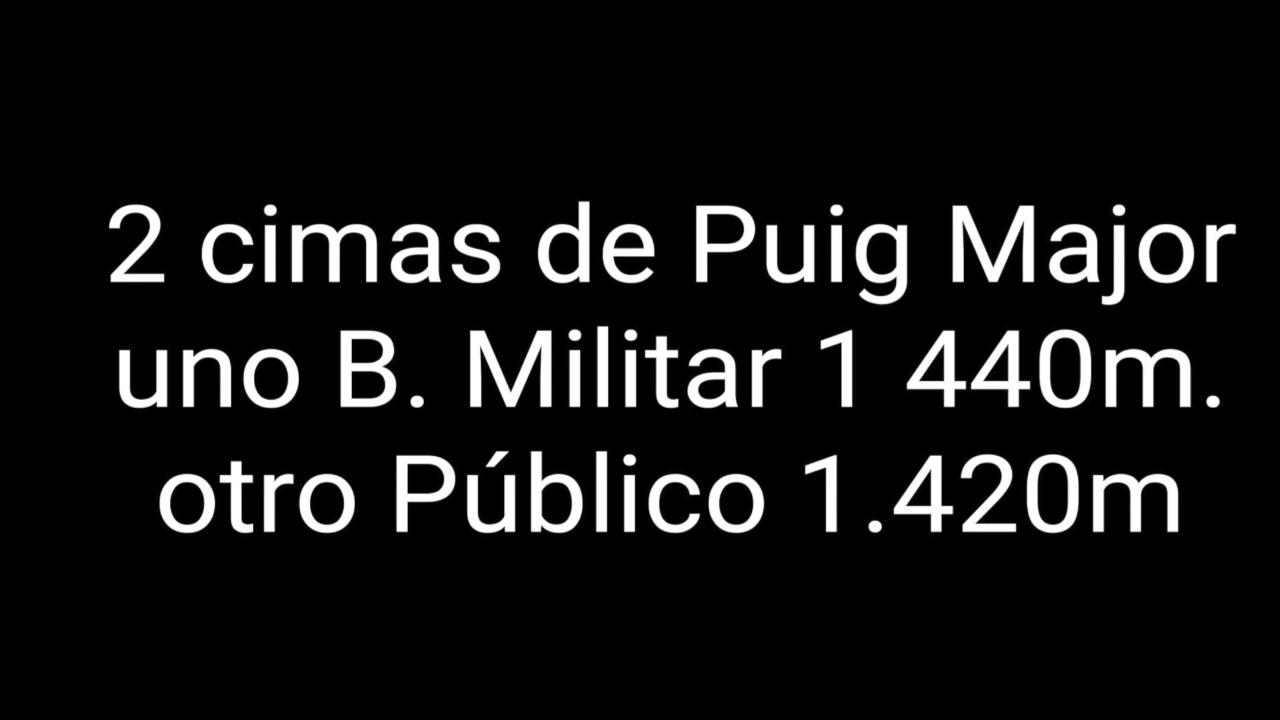 2 cimas de Puig Major
uno B. Militar 1 440m.
otro Público 1.420m